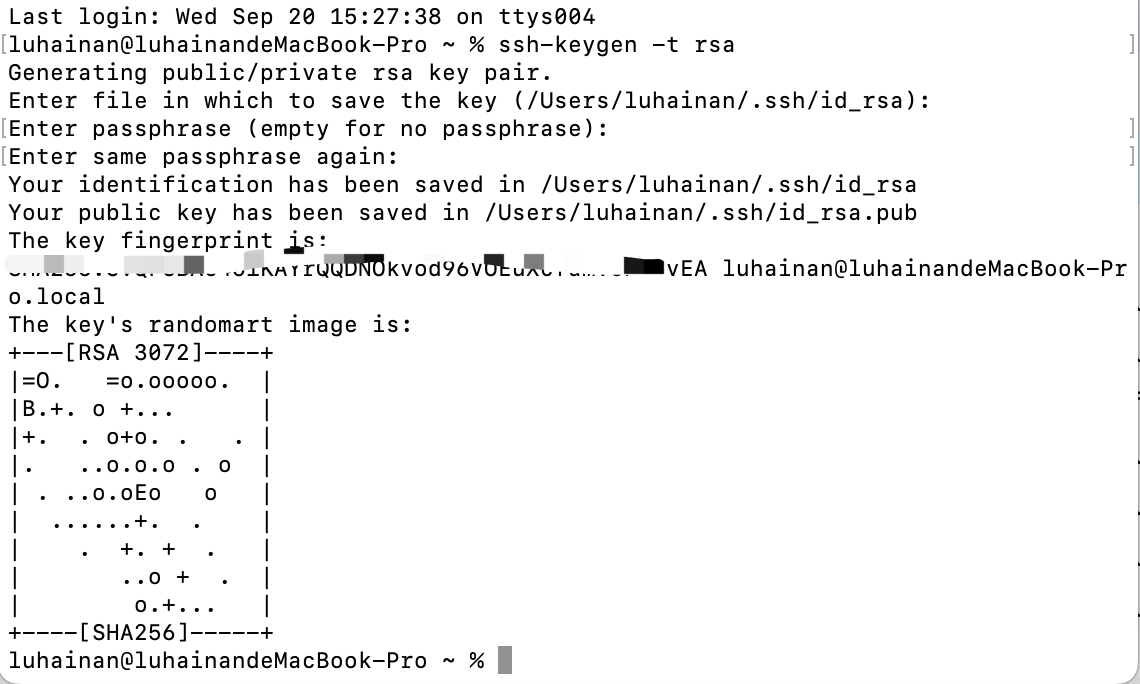 Last login: Wed Sep 20 15:27:38 on ttys004
[luhainan@luhainandeMacBook-Pro ~ % ssh-keygen -t rsa ]
Generating public/private rsa key pair.
Enter file in which to save the key (/Users/luhainan/.ssh/id_rsa):
[Enter passphrase (empty for no passphrase): ]
[Enter same passphrase again: ]
Your identification has been saved in /Users/luhainan/.ssh/id_rsa
Your public key has been saved in /Users/luhainan/.ssh/id_rsa.pub
The key fingerprint is:
luhainan@luhainandeMacBook-Pr
o.local
The key's randomart image is:
+---[RSA 3072]----+
|=O.   =o.ooooo.  |
|B.+. o +...      |
|+.  . o+o. .   . |
|.   ..o.o.o . o  |
| . ..o.oEo   o   |
|  ......+.  .    |
|    .  +. +  .   |
|       ..o +  .  |
|        o.+...   |
+----[SHA256]-----+
luhainan@luhainandeMacBook-Pro ~ %